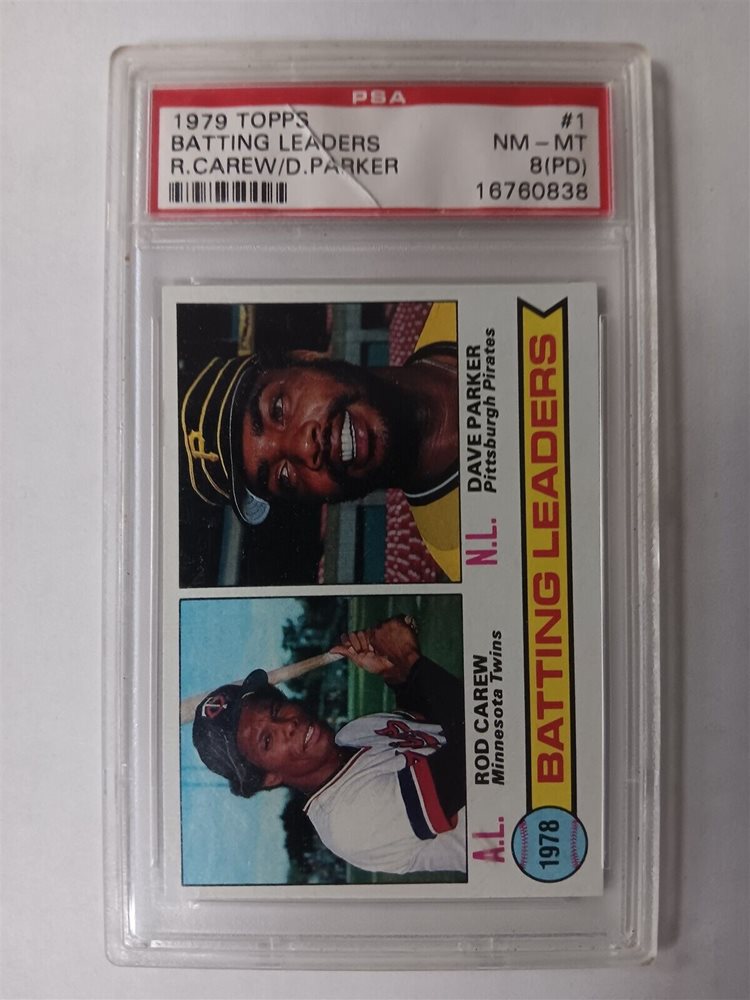 PSA
1979 TOPPS #1
BATTING LEADERS NM - MT
R.CAREW/D.PARKER 8(PD)
16760838
P
T
A.L. ROD CAREW
Minnesota Twins
N.L. DAVE PARKER
Pittsburgh Pirates
1978 BATTING LEADERS